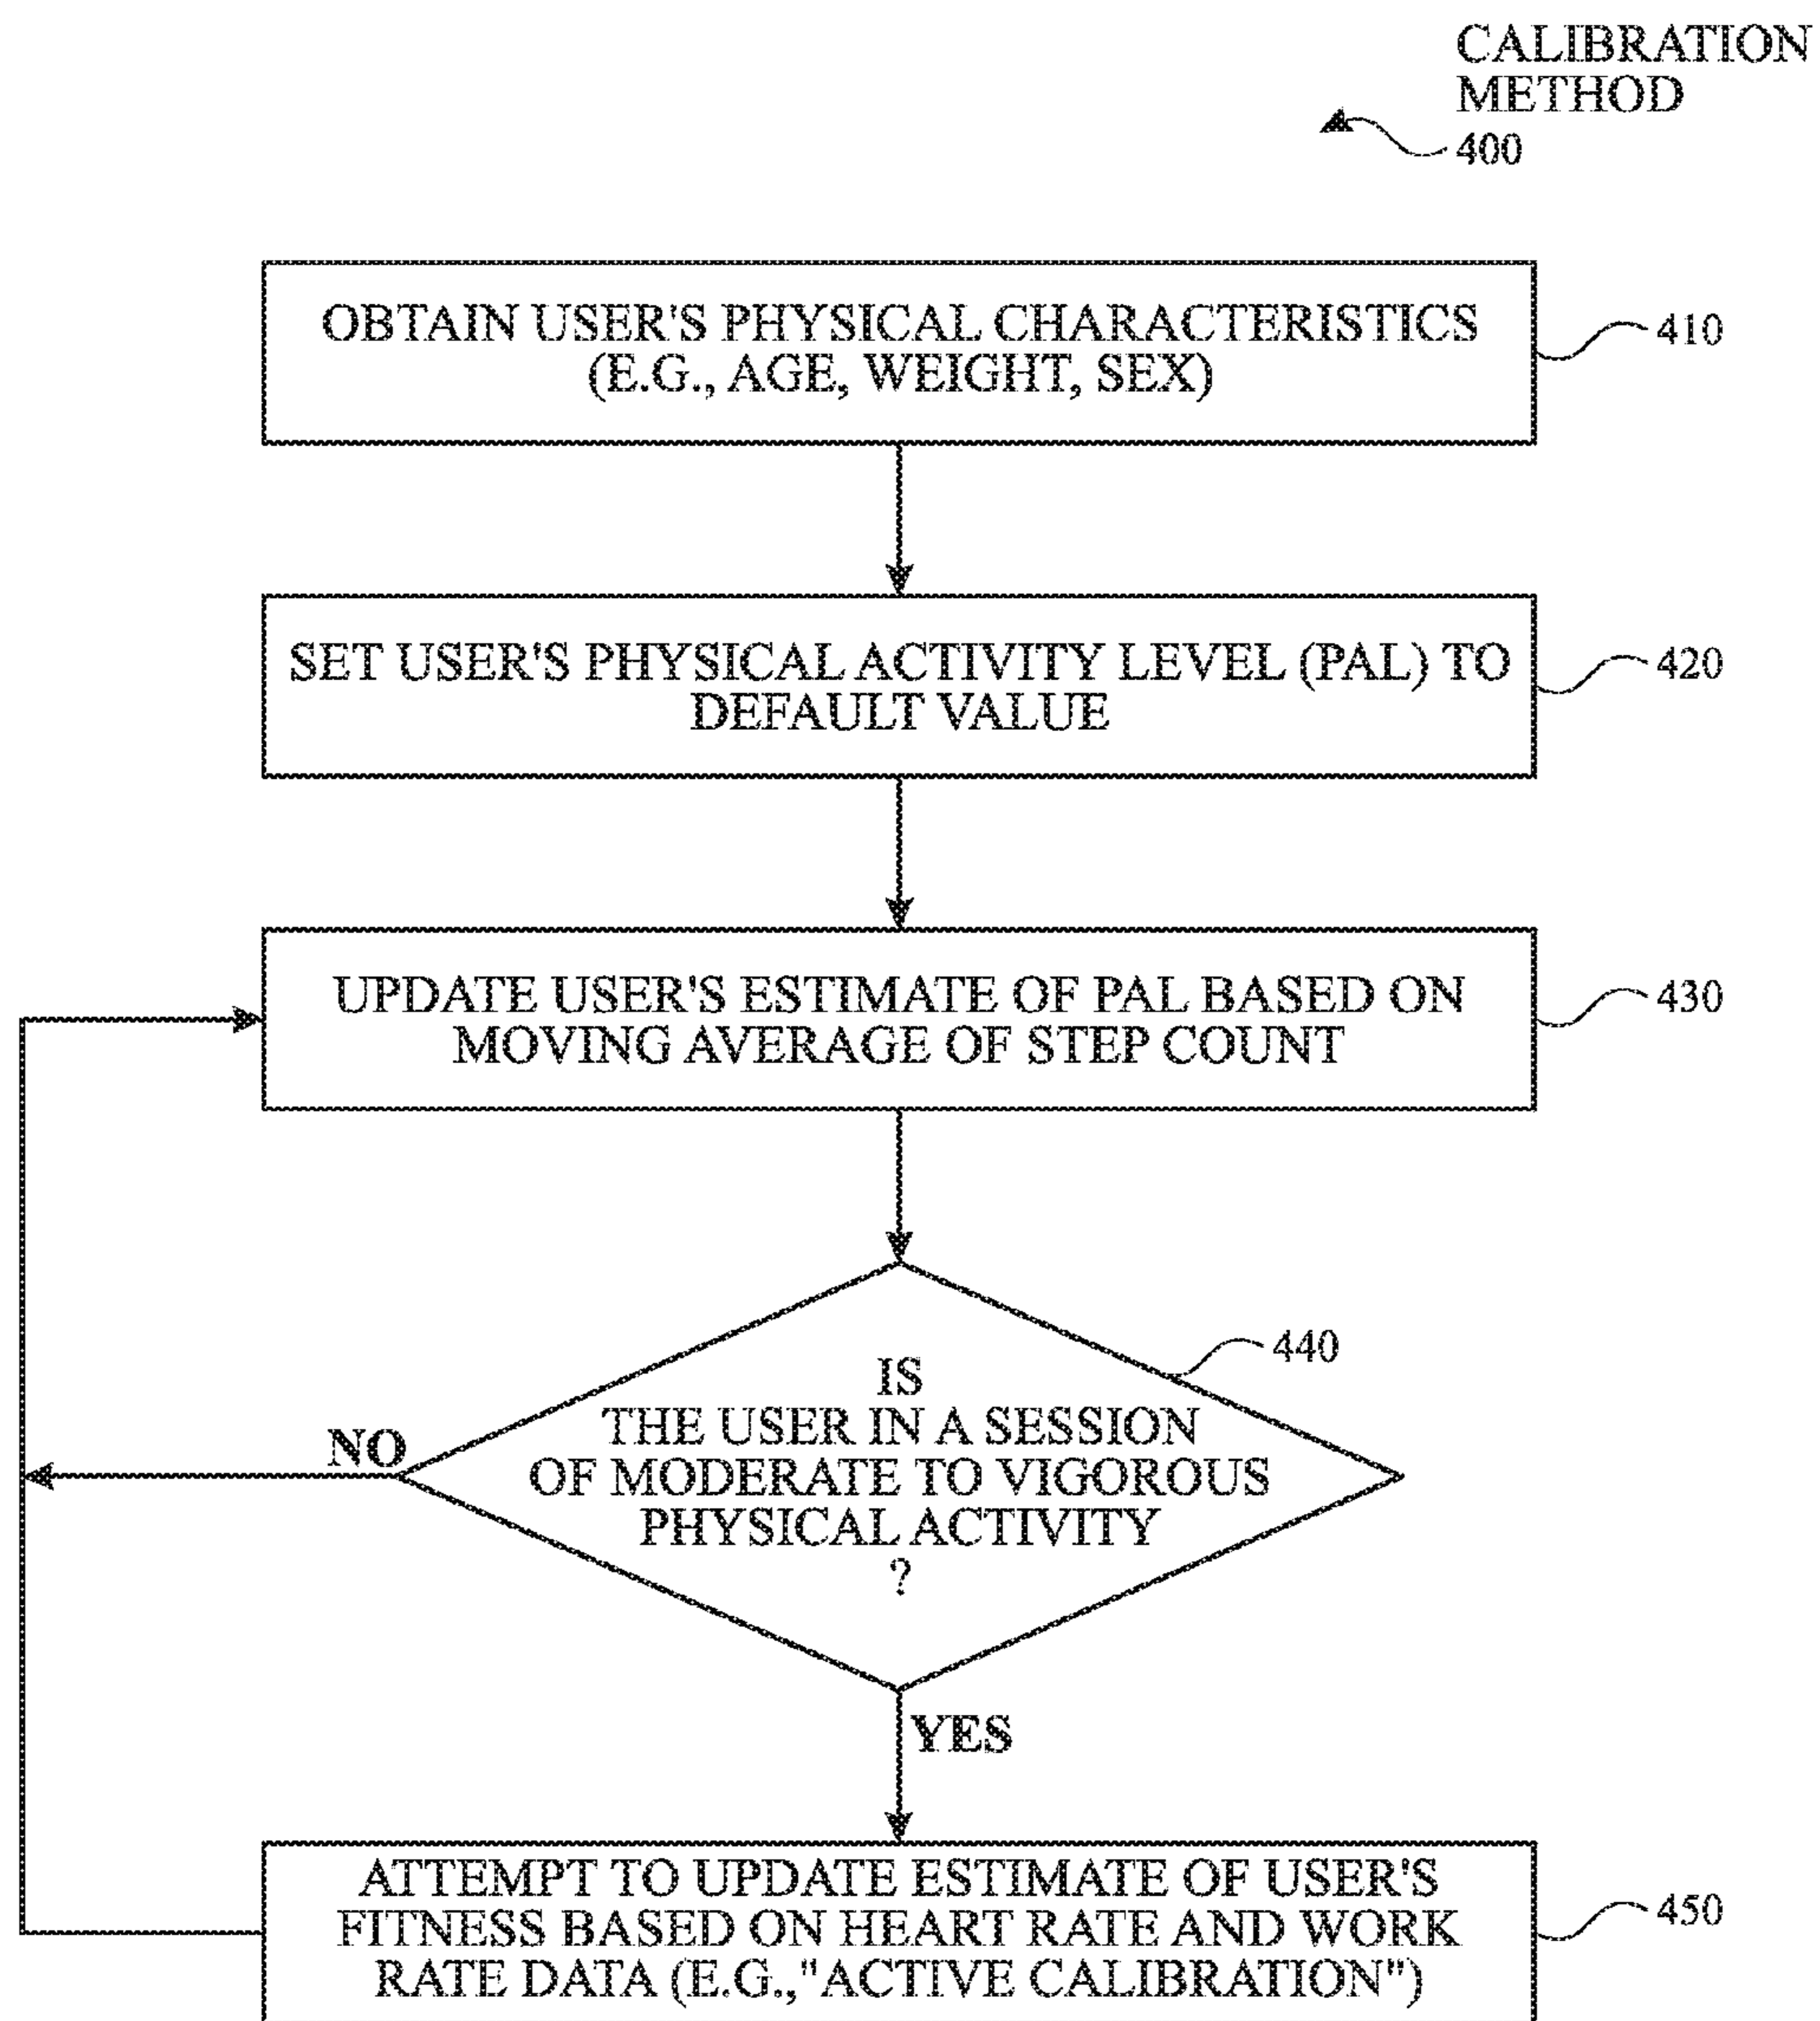 CALIBRATION
METHOD
400
OBTAIN USER'S PHYSICAL CHARACTERISTICS
(E.G., AGE, WEIGHT, SEX)
410
SET USER'S PHYSICAL ACTIVITY LEVEL (PAL) TO
DEFAULT VALUE
420
UPDATE USER'S ESTIMATE OF PAL BASED ON
MOVING AVERAGE OF STEP COUNT
430
440
IS
THE USER IN A SESSION
OF MODERATE TO VIGOROUS
PHYSICAL ACTIVITY
?
NO
YES
ATTEMPT TO UPDATE ESTIMATE OF USER'S
FITNESS BASED ON HEART RATE AND WORK
RATE DATA (E.G.,"ACTIVE CALIBRATION")
450